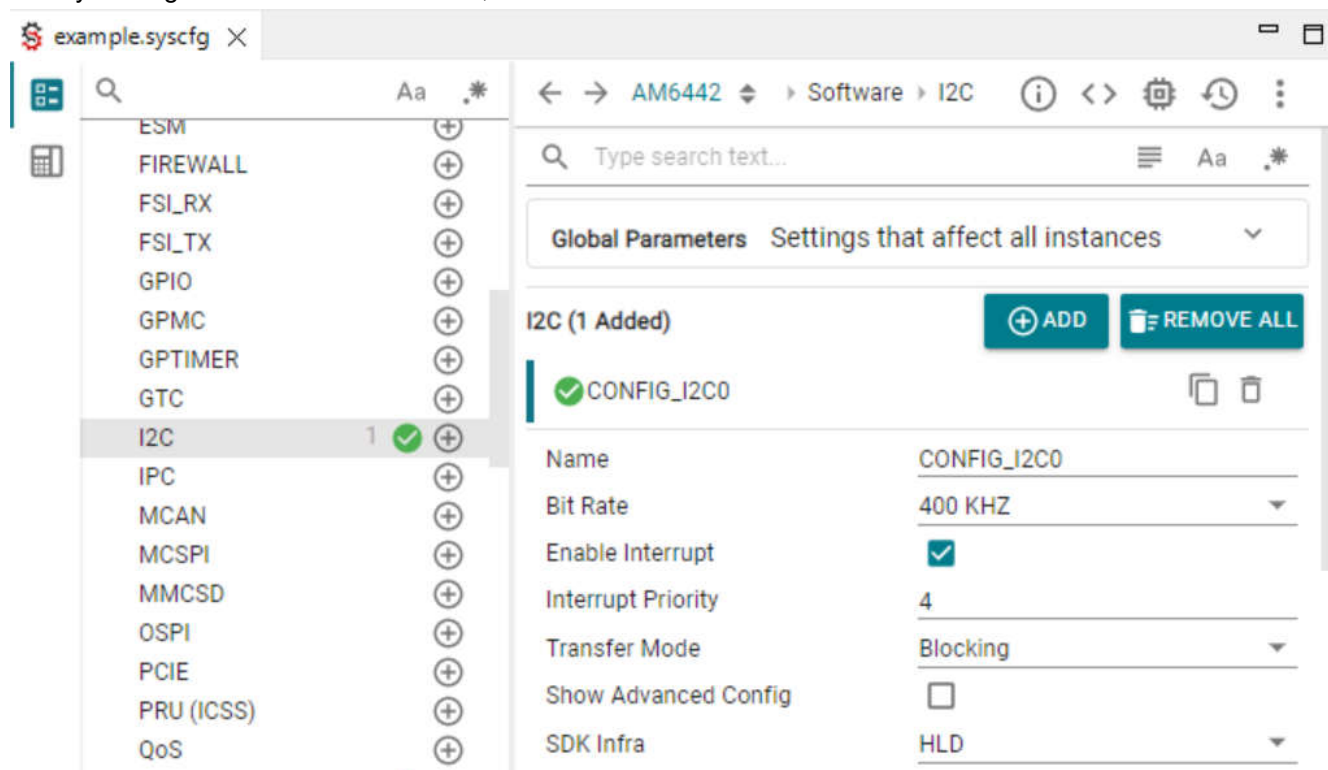 example.syscfg
Aa .*
ESM
FIREWALL
FSI_RX
FSI_TX
GPIO
GPMC
GPTIMER
GTC
I2C 1
IPC
MCAN
MCSPI
MMCSD
OSPI
PCIE
PRU (ICSS)
QoS
AM6442 Software I2C
Type search text... Aa .*
Global Parameters Settings that affect all instances
I2C (1 Added) ADD REMOVE ALL
CONFIG_I2C0
Name CONFIG_I2C0
Bit Rate 400 KHZ
Enable Interrupt
Interrupt Priority 4
Transfer Mode Blocking
Show Advanced Config
SDK Infra HLD